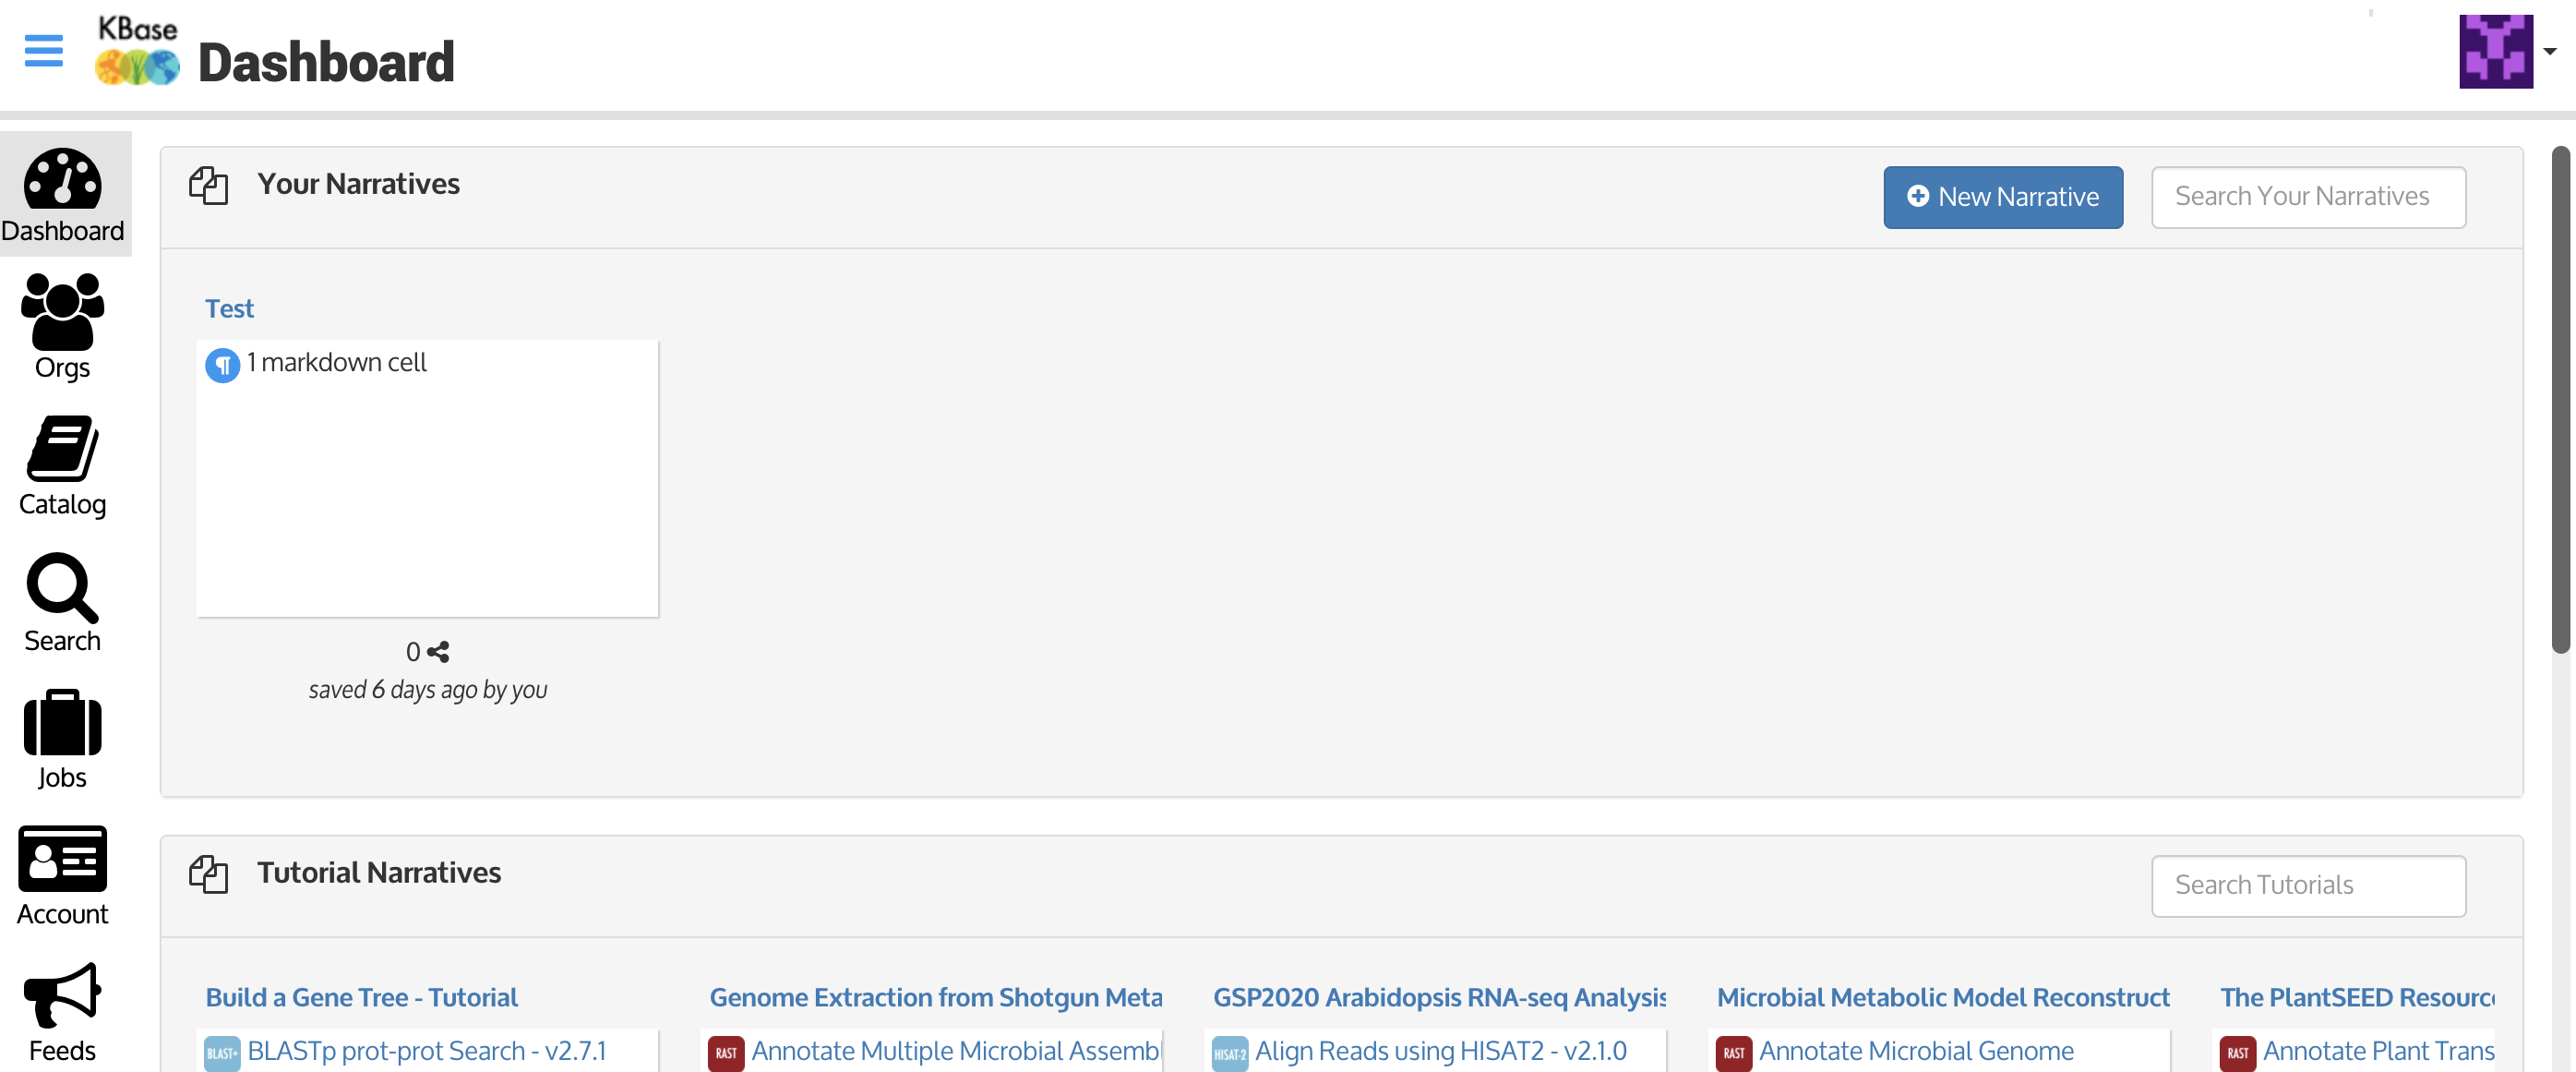 KBase
Dashboard
Dashboard
Orgs
Catalog
Search
Jobs
Account
Feeds
Your Narratives
New Narrative
Search Your Narratives
Test
¶ 1 markdown cell
0
saved 6 days ago by you
Tutorial Narratives
Search Tutorials
Build a Gene Tree - Tutorial
BLAST+ BLASTp prot-prot Search - v2.7.1
Genome Extraction from Shotgun Meta
RAST Annotate Multiple Microbial Assembl
GSP2020 Arabidopsis RNA-seq Analysis
HISAT-2 Align Reads using HISAT2 - v2.1.0
Microbial Metabolic Model Reconstruct
RAST Annotate Microbial Genome
The PlantSEED Resourc
RAST Annotate Plant Trans